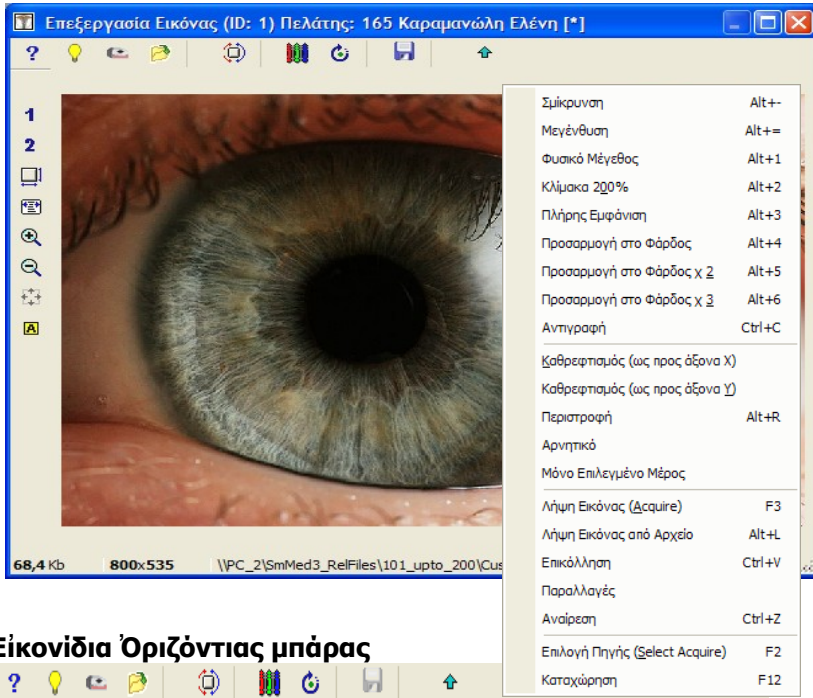 Επεξεργασία Εικόνας (ID: 1) Πελάτης: 165 Καραμανώλη Ελένη [*]
?
1
2
A
Σμίκρυνση Alt+-
Μεγένθυση Alt+=
Φυσικό Μέγεθος Alt+1
Κλίμακα 200% Alt+2
Πλήρης Εμφάνιση Alt+3
Προσαρμογή στο Φάρδος Alt+4
Προσαρμογή στο Φάρδος x 2 Alt+5
Προσαρμογή στο Φάρδος x 3 Alt+6
Αντιγραφή Ctrl+C
Καθρεφτισμός (ως προς άξονα X)
Καθρεφτισμός (ως προς άξονα Y)
Περιστροφή Alt+R
Αρνητικό
Μόνο Επιλεγμένο Μέρος
Λήψη Εικόνας (Acquire) F3
Λήψη Εικόνας από Αρχείο Alt+L
Επικόλληση Ctrl+V
Παραλλαγές
Αναίρεση Ctrl+Z
Επιλογή Πηγής (Select Acquire) F2
Καταχώρηση F12
68,4 Kb 800x535 \\PC_2\SmMed3_RelFiles\101_upto_200\Cus
Εἰκονίδια Ὁριζόντιας μπάρας
?